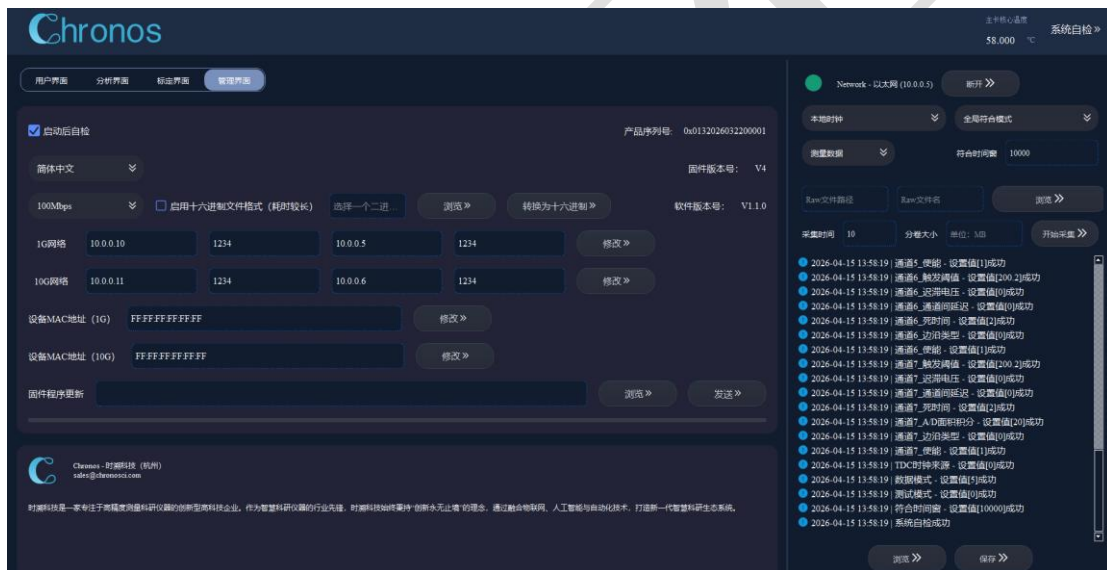 Chronos
主卡核心温度
58.000 ℃
系统自检
用户界面 分析界面 标定界面 管理界面
启动后自检
产品序列号: 0x0132026032200001
简体中文
固件版本号: V4
100Mbps
启用十六进制文件格式（耗时较长）
选择一个二进...
浏览
转换为十六进制
软件版本号: V1.1.0
1G网络 10.0.0.10 1234 10.0.0.5 1234 修改
10G网络 10.0.0.11 1234 10.0.0.6 1234 修改
设备MAC地址（1G） FF:FF:FF:FF:FF:FF 修改
设备MAC地址（10G） FF:FF:FF:FF:FF:FF 修改
固件程序更新 浏览 发送
Chronos - 时溯科技（杭州）
sales@chronosci.com
时溯科技是一家专注于高精度测量科研仪器的创新型高科技企业。作为智慧科研仪器的行业先锋，时溯科技始终秉持“创新永无止境”的理念，通过融合物联网、人工智能与自动化技术，打造新一代智慧科研生态系统。
Network - 以太网 (10.0.0.5) 断开
本地时钟 全局符合模式
测量数据 符合时间窗 10000
Raw文件路径 Raw文件名 浏览
采集时间 10 分卷大小 单位：MB 开始采集
2026-04-15 13:58:19 | 通道5_使能 - 设置值[1]成功
2026-04-15 13:58:19 | 通道6_触发阈值 - 设置值[200.2]成功
2026-04-15 13:58:19 | 通道6_迟滞电压 - 设置值[0]成功
2026-04-15 13:58:19 | 通道6_通道间延迟 - 设置值[0]成功
2026-04-15 13:58:19 | 通道6_死时间 - 设置值[2]成功
2026-04-15 13:58:19 | 通道6_边沿类型 - 设置值[0]成功
2026-04-15 13:58:19 | 通道6_使能 - 设置值[1]成功
2026-04-15 13:58:19 | 通道7_触发阈值 - 设置值[200.2]成功
2026-04-15 13:58:19 | 通道7_迟滞电压 - 设置值[0]成功
2026-04-15 13:58:19 | 通道7_通道间延迟 - 设置值[0]成功
2026-04-15 13:58:19 | 通道7_死时间 - 设置值[2]成功
2026-04-15 13:58:19 | 通道7_A/D面积积分 - 设置值[20]成功
2026-04-15 13:58:19 | 通道7_边沿类型 - 设置值[0]成功
2026-04-15 13:58:19 | 通道7_使能 - 设置值[1]成功
2026-04-15 13:58:19 | TDC时钟来源 - 设置值[0]成功
2026-04-15 13:58:19 | 数据模式 - 设置值[5]成功
2026-04-15 13:58:19 | 测试模式 - 设置值[0]成功
2026-04-15 13:58:19 | 符合时间窗 - 设置值[10000]成功
2026-04-15 13:58:19 | 系统自检成功
浏览 保存